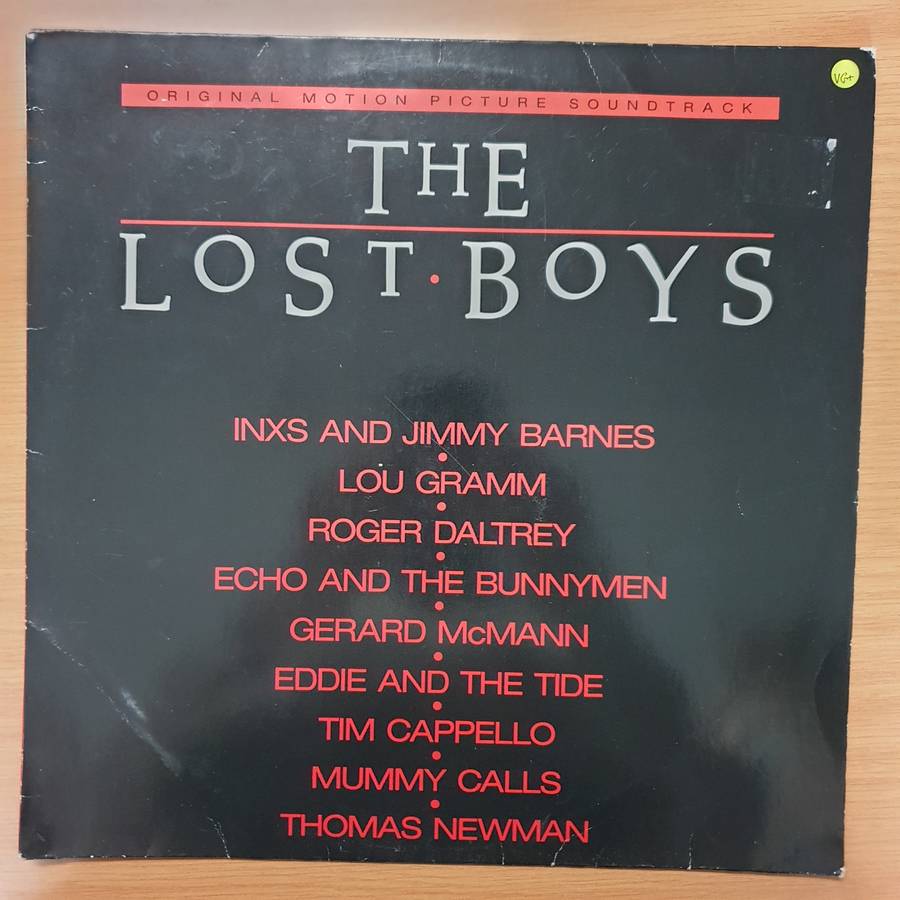 VG+
ORIGINAL MOTION PICTURE SOUNDTRACK
THE
LOST·BOYS
INXS AND JIMMY BARNES
•
LOU GRAMM
•
ROGER DALTREY
•
ECHO AND THE BUNNYMEN
•
GERARD McMANN
•
EDDIE AND THE TIDE
•
TIM CAPPELLO
•
MUMMY CALLS
•
THOMAS NEWMAN